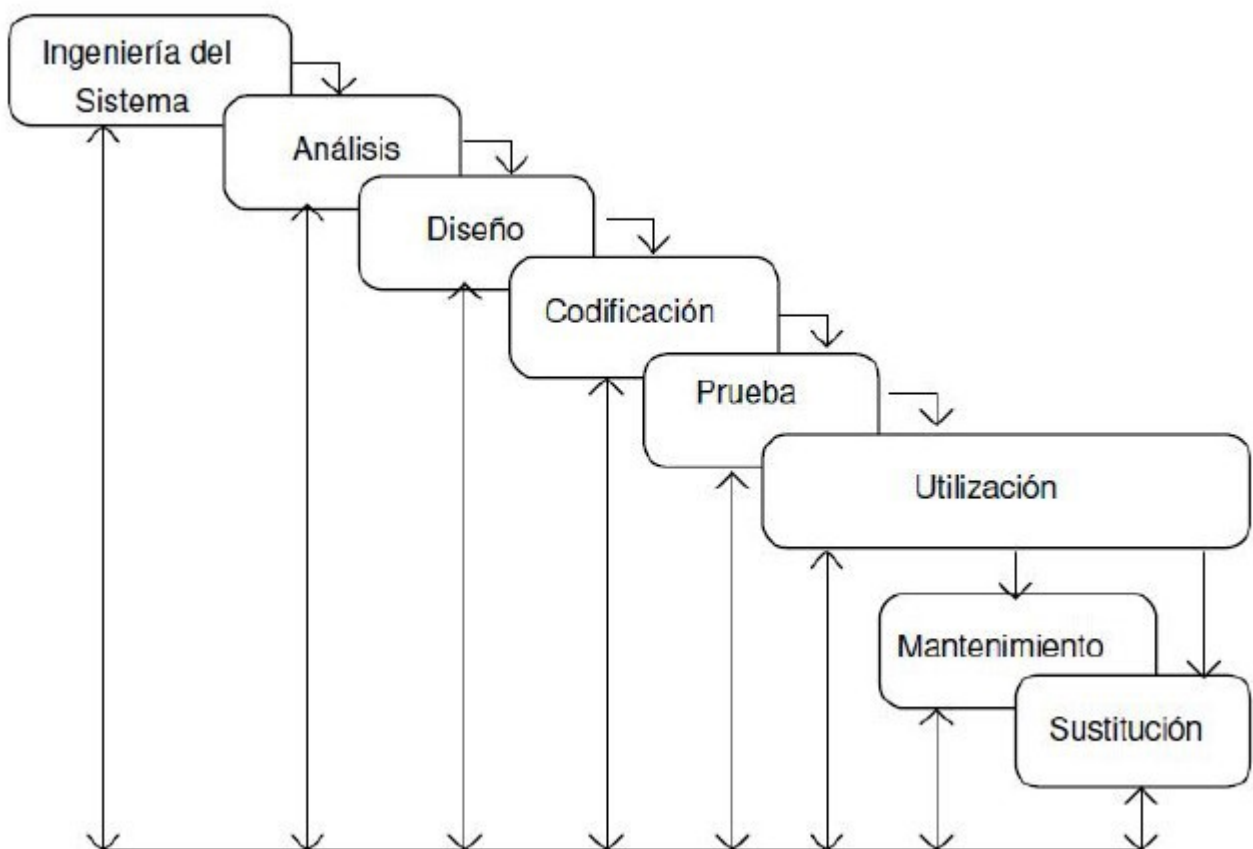 Ingeniería del
Sistema
Análisis
Diseño
Codificación
Prueba
Utilización
Mantenimiento
Sustitución